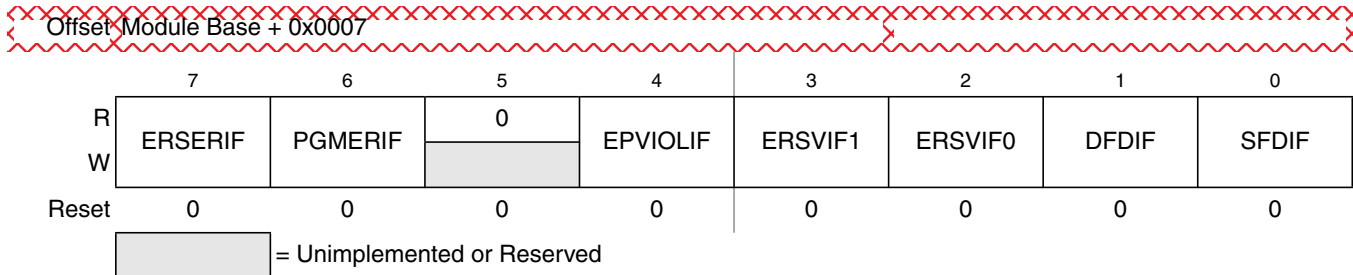 Offset Module Base + 0x0007
7 6 5 4 3 2 1 0
R ERSERIF PGMERIF 0 EPVIOLIF ERSVIF1 ERSVIF0 DFDIF SFDIF
W
Reset 0 0 0 0 0 0 0 0
= Unimplemented or Reserved